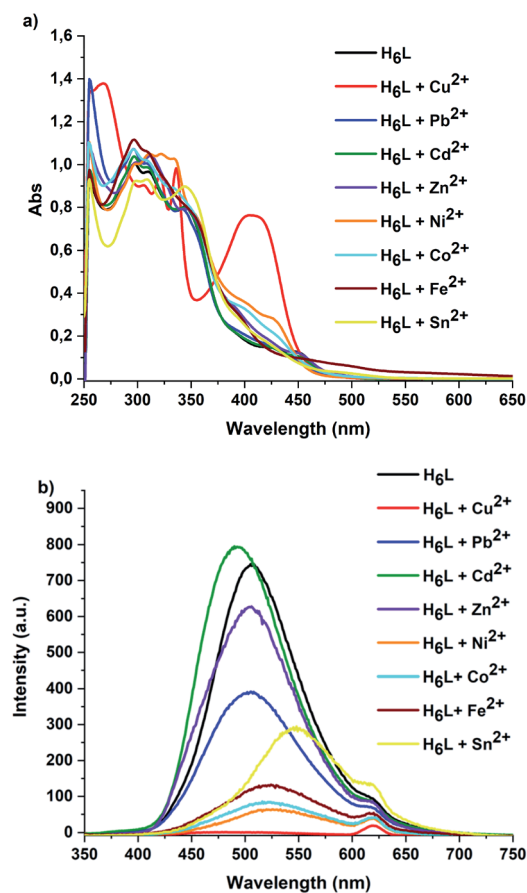 a)
1,6
1,4
1,2
1,0
0,8
0,6
0,4
0,2
0,0
Abs
250 300 350 400 450 500 550 600 650
Wavelength (nm)
H6L
H6L + Cu2+
H6L + Pb2+
H6L + Cd2+
H6L + Zn2+
H6L + Ni2+
H6L + Co2+
H6L + Fe2+
H6L + Sn2+
b)
900
800
700
600
500
400
300
200
100
0
Intensity (a.u.)
350 400 450 500 550 600 650 700 750
Wavelength (nm)
H6L
H6L + Cu2+
H6L + Pb2+
H6L + Cd2+
H6L + Zn2+
H6L + Ni2+
H6L+ Co2+
H6L+ Fe2+
H6L + Sn2+